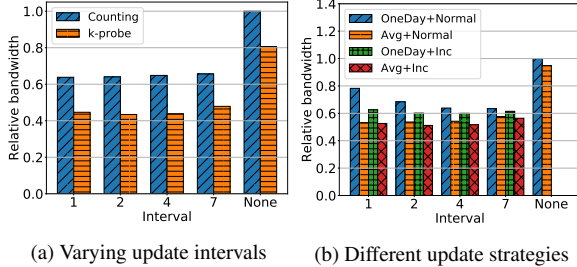 Relative bandwidth
1.0
0.8
0.6
0.4
0.2
0.0
Counting
k-probe
1 2 4 7 None
Interval
(a) Varying update intervals
Relative bandwidth
1.4
1.2
1.0
0.8
0.6
0.4
0.2
0.0
OneDay+Normal
Avg+Normal
OneDay+Inc
Avg+Inc
1 2 4 7 None
Interval
(b) Different update strategies